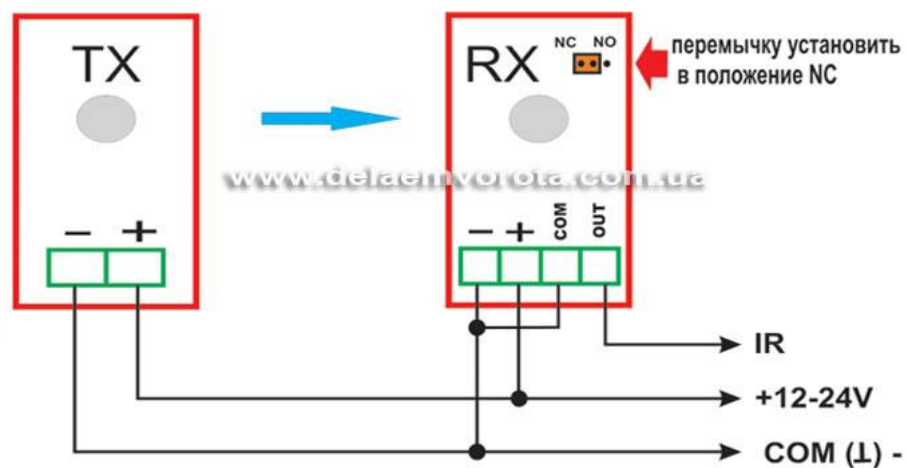 TX
RX
NC NO
перемычку установить
в положение NC
www.delaemvorota.com.ua
− +
− + COM OUT
IR
+12-24V
COM (⊥) -